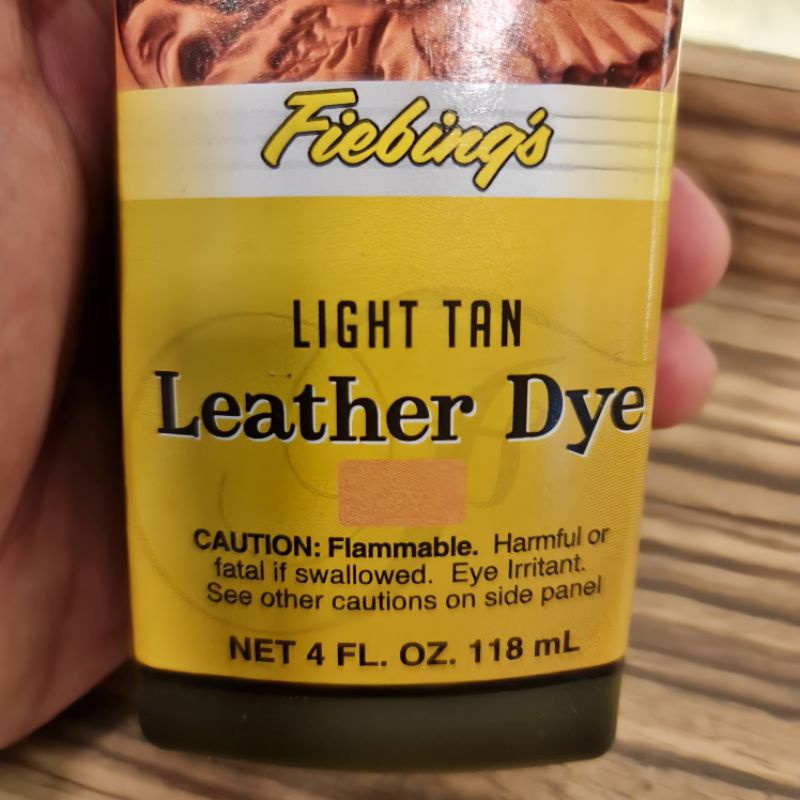 Fiebing's
LIGHT TAN
Leather Dye
CAUTION: Flammable. Harmful or
fatal if swallowed. Eye Irritant.
See other cautions on side panel
NET 4 FL. OZ. 118 mL